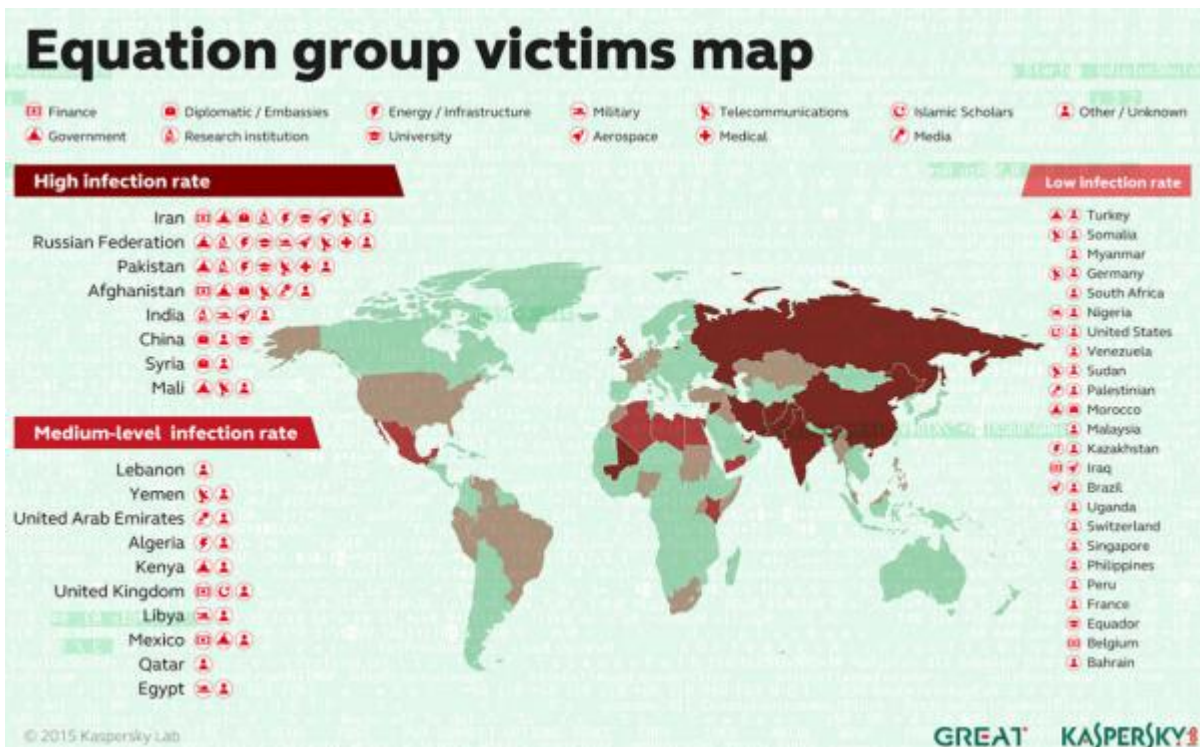 Equation group victims map
Finance
Diplomatic / Embassies
Energy / Infrastructure
Military
Telecommunications
Islamic Scholars
Other / Unknown
Government
Research institution
University
Aerospace
Medical
Media
High infection rate
Iran
Russian Federation
Pakistan
Afghanistan
India
China
Syria
Mali
Medium-level infection rate
Lebanon
Yemen
United Arab Emirates
Algeria
Kenya
United Kingdom
Libya
Mexico
Qatar
Egypt
Low infection rate
Turkey
Somalia
Myanmar
Germany
South Africa
Nigeria
United States
Venezuela
Sudan
Palestinian
Morocco
Malaysia
Kazakhstan
Iraq
Brazil
Uganda
Switzerland
Singapore
Philippines
Peru
France
Equador
Belgium
Bahrain
© 2015 Kaspersky Lab
GREAT
KASPERSKY